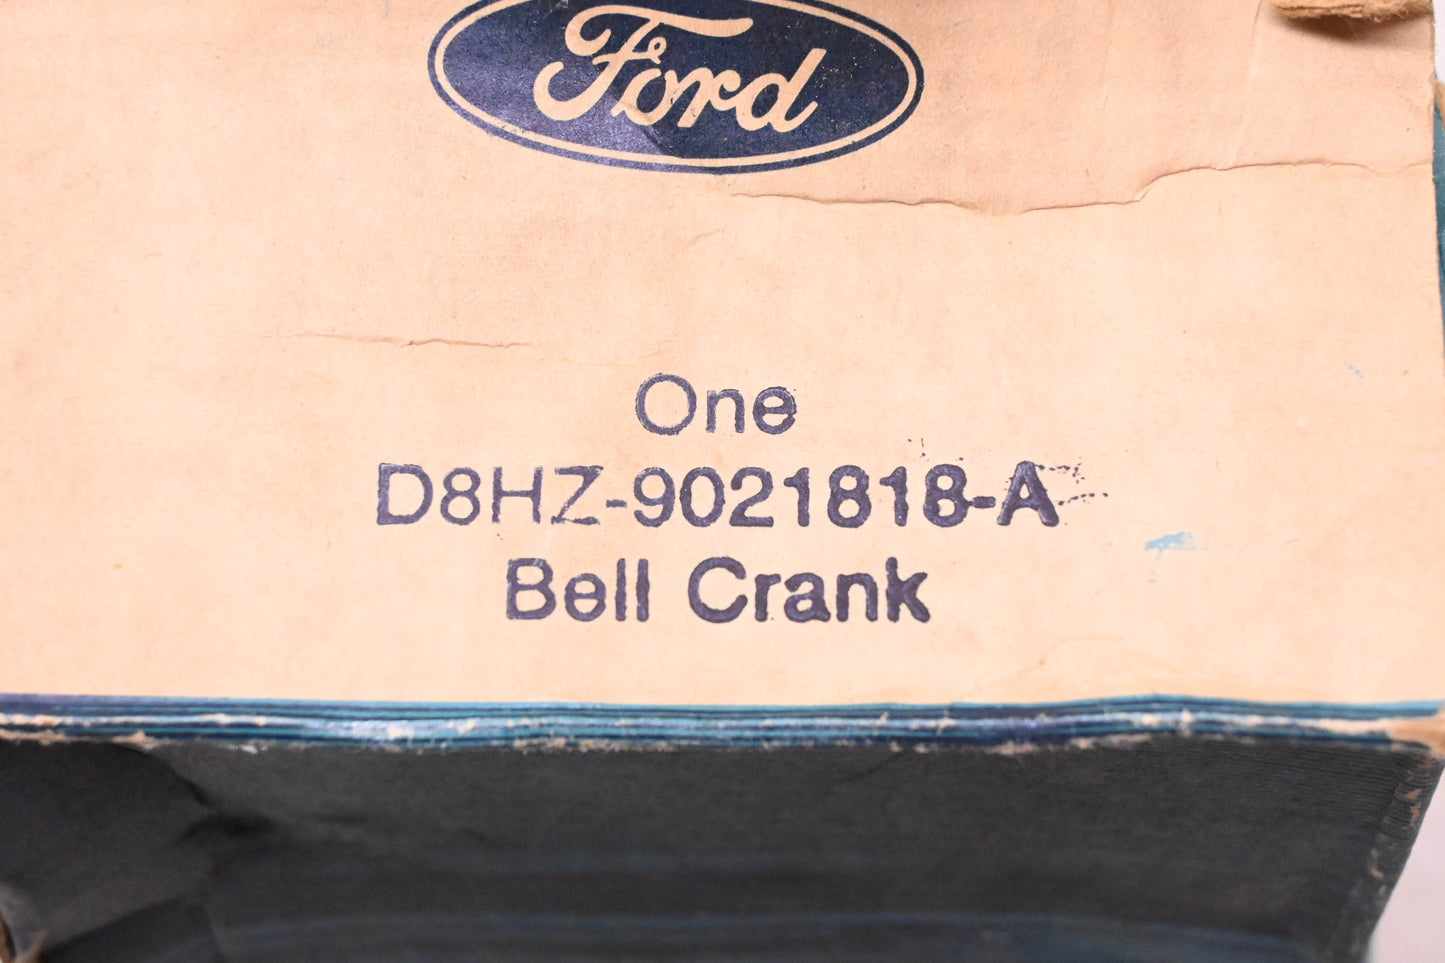 Ford
One
D8HZ-9021818-A
Bell Crank